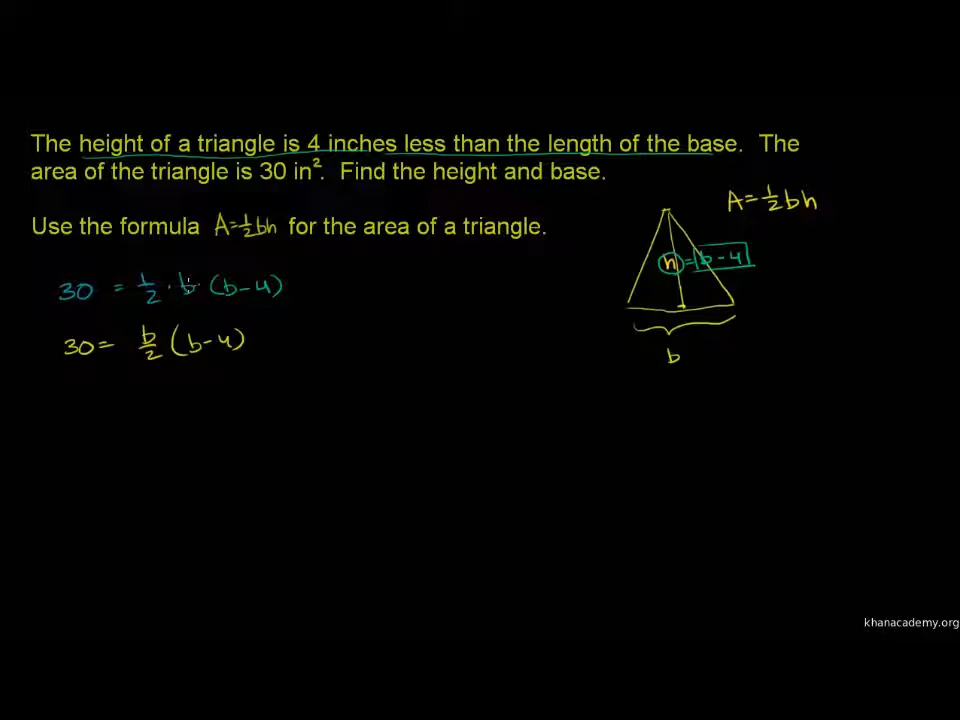 The height of a triangle is 4 inches less than the length of the base. The
area of the triangle is 30 in². Find the height and base.
A=½bh
Use the formula A=½bh for the area of a triangle.
h = b-4
30 = ½ · b · (b-4)
30 = b/2 (b-4)
b
khanacademy.org